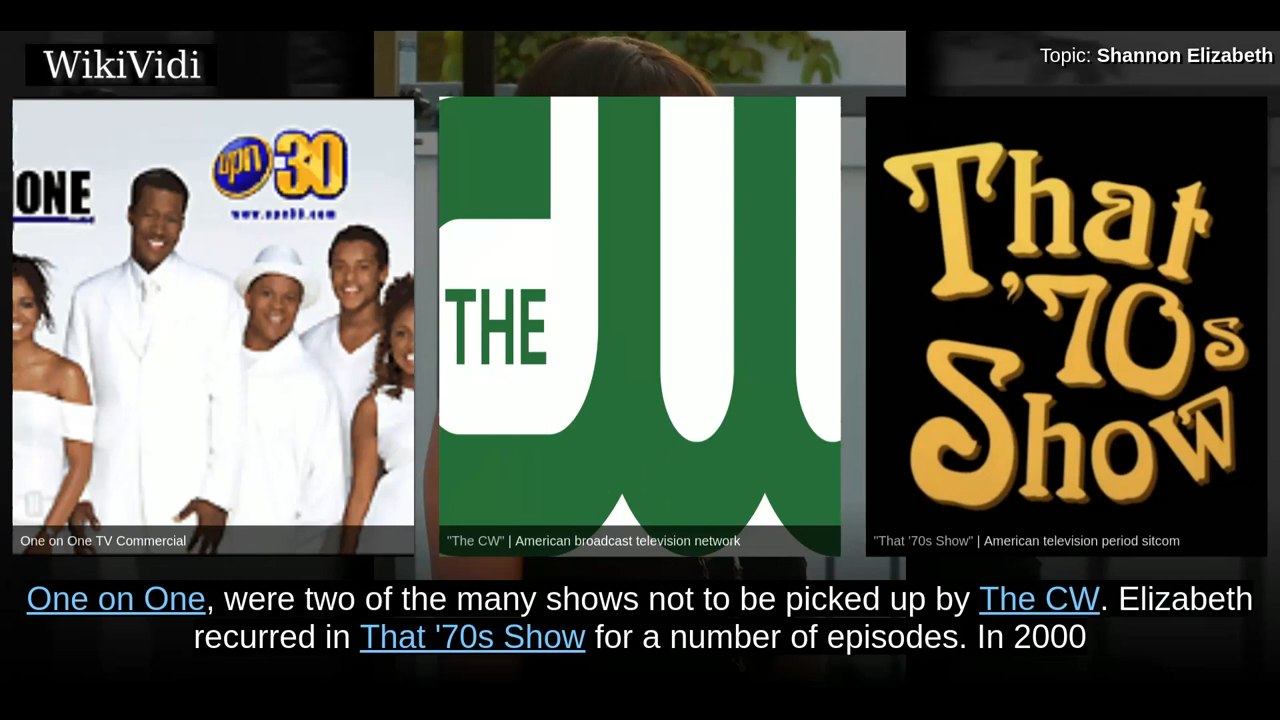 WikiVidi
Topic: Shannon Elizabeth
ONE
upn 30
THE
That
'70s
Show
One on One TV Commercial
"The CW" | American broadcast television network
"That '70s Show" | American television period sitcom
One on One, were two of the many shows not to be picked up by The CW. Elizabeth
recurred in That '70s Show for a number of episodes. In 2000